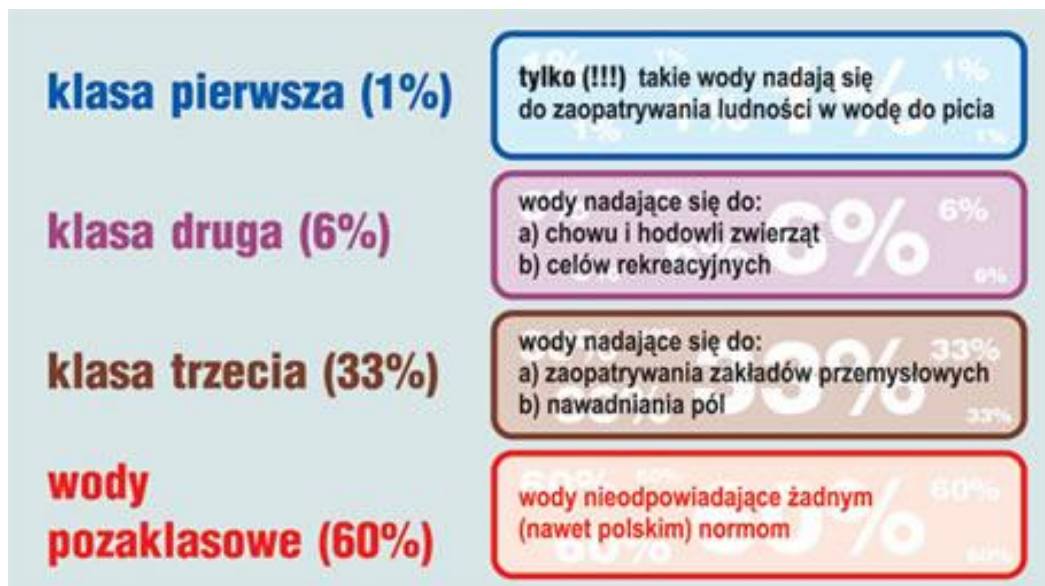 klasa pierwsza (1%)
tylko (!!!) takie wody nadają się
do zaopatrywania ludności w wodę do picia
klasa druga (6%)
wody nadające się do:
a) chowu i hodowli zwierząt
b) celów rekreacyjnych
klasa trzecia (33%)
wody nadające się do:
a) zaopatrywania zakładów przemysłowych
b) nawadniania pól
wody
pozaklasowe (60%)
wody nieodpowiadające żadnym
(nawet polskim) normom